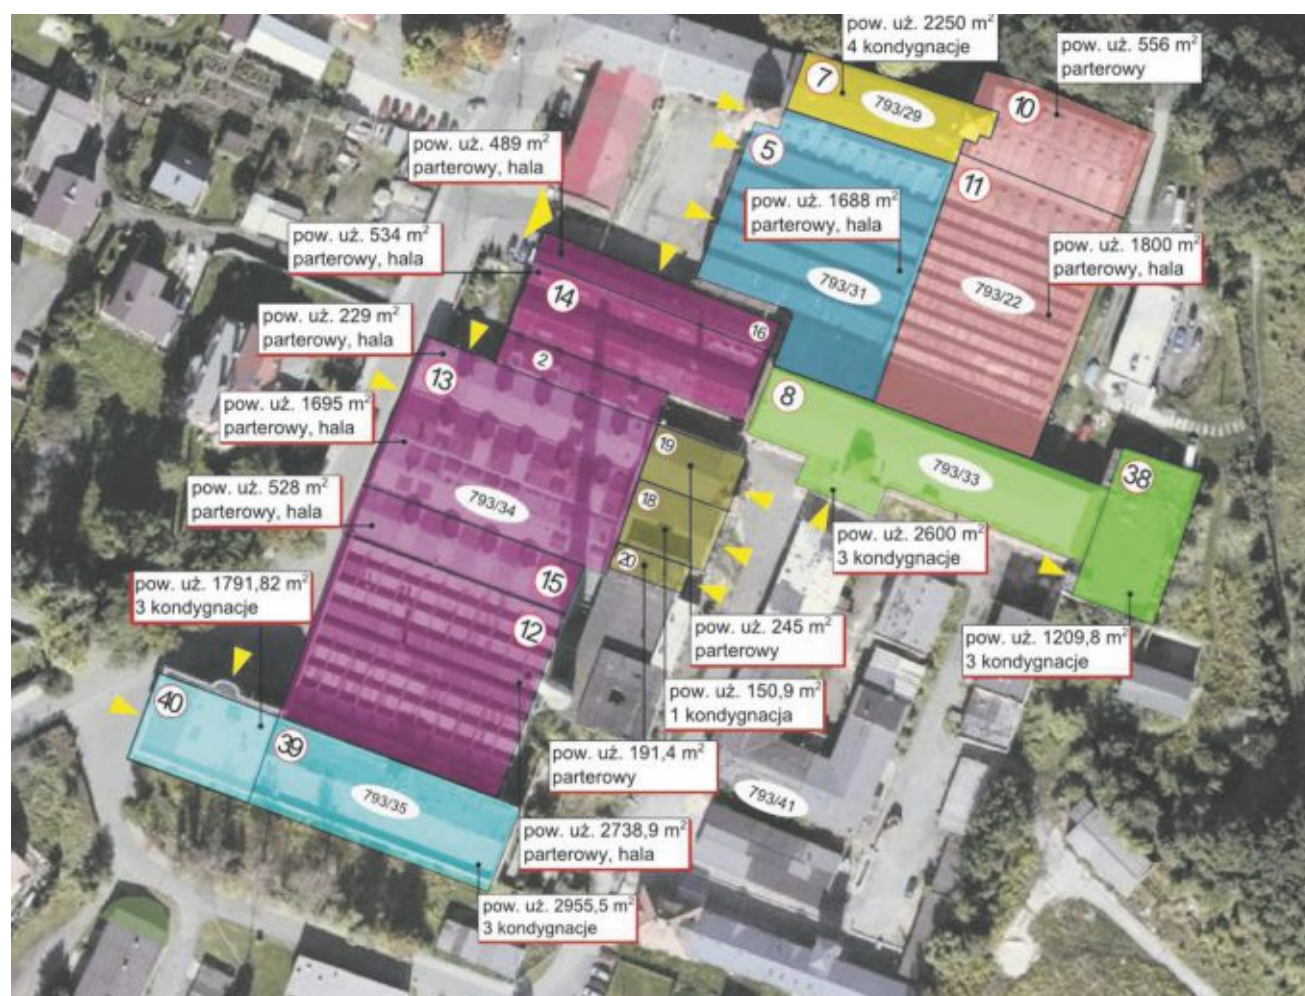 pow. uż. 2250 m²
4 kondygnacje
pow. uż. 556 m²
parterowy
7
793/29
10
pow. uż. 489 m²
parterowy, hala
5
11
pow. uż. 1688 m²
parterowy, hala
pow. uż. 534 m²
parterowy, hala
pow. uż. 1800 m²
parterowy, hala
793/31
793/22
14
16
pow. uż. 229 m²
parterowy, hala
2
13
8
pow. uż. 1695 m²
parterowy, hala
19
793/33
38
pow. uż. 528 m²
parterowy, hala
793/34
18
pow. uż. 2600 m²
3 kondygnacje
20
15
pow. uż. 1791,82 m²
3 kondygnacje
12
pow. uż. 245 m²
parterowy
pow. uż. 1209,8 m²
3 kondygnacje
40
pow. uż. 150,9 m²
1 kondygnacja
39
pow. uż. 191,4 m²
parterowy
793/35
793/41
pow. uż. 2738,9 m²
parterowy, hala
pow. uż. 2955,5 m²
3 kondygnacje